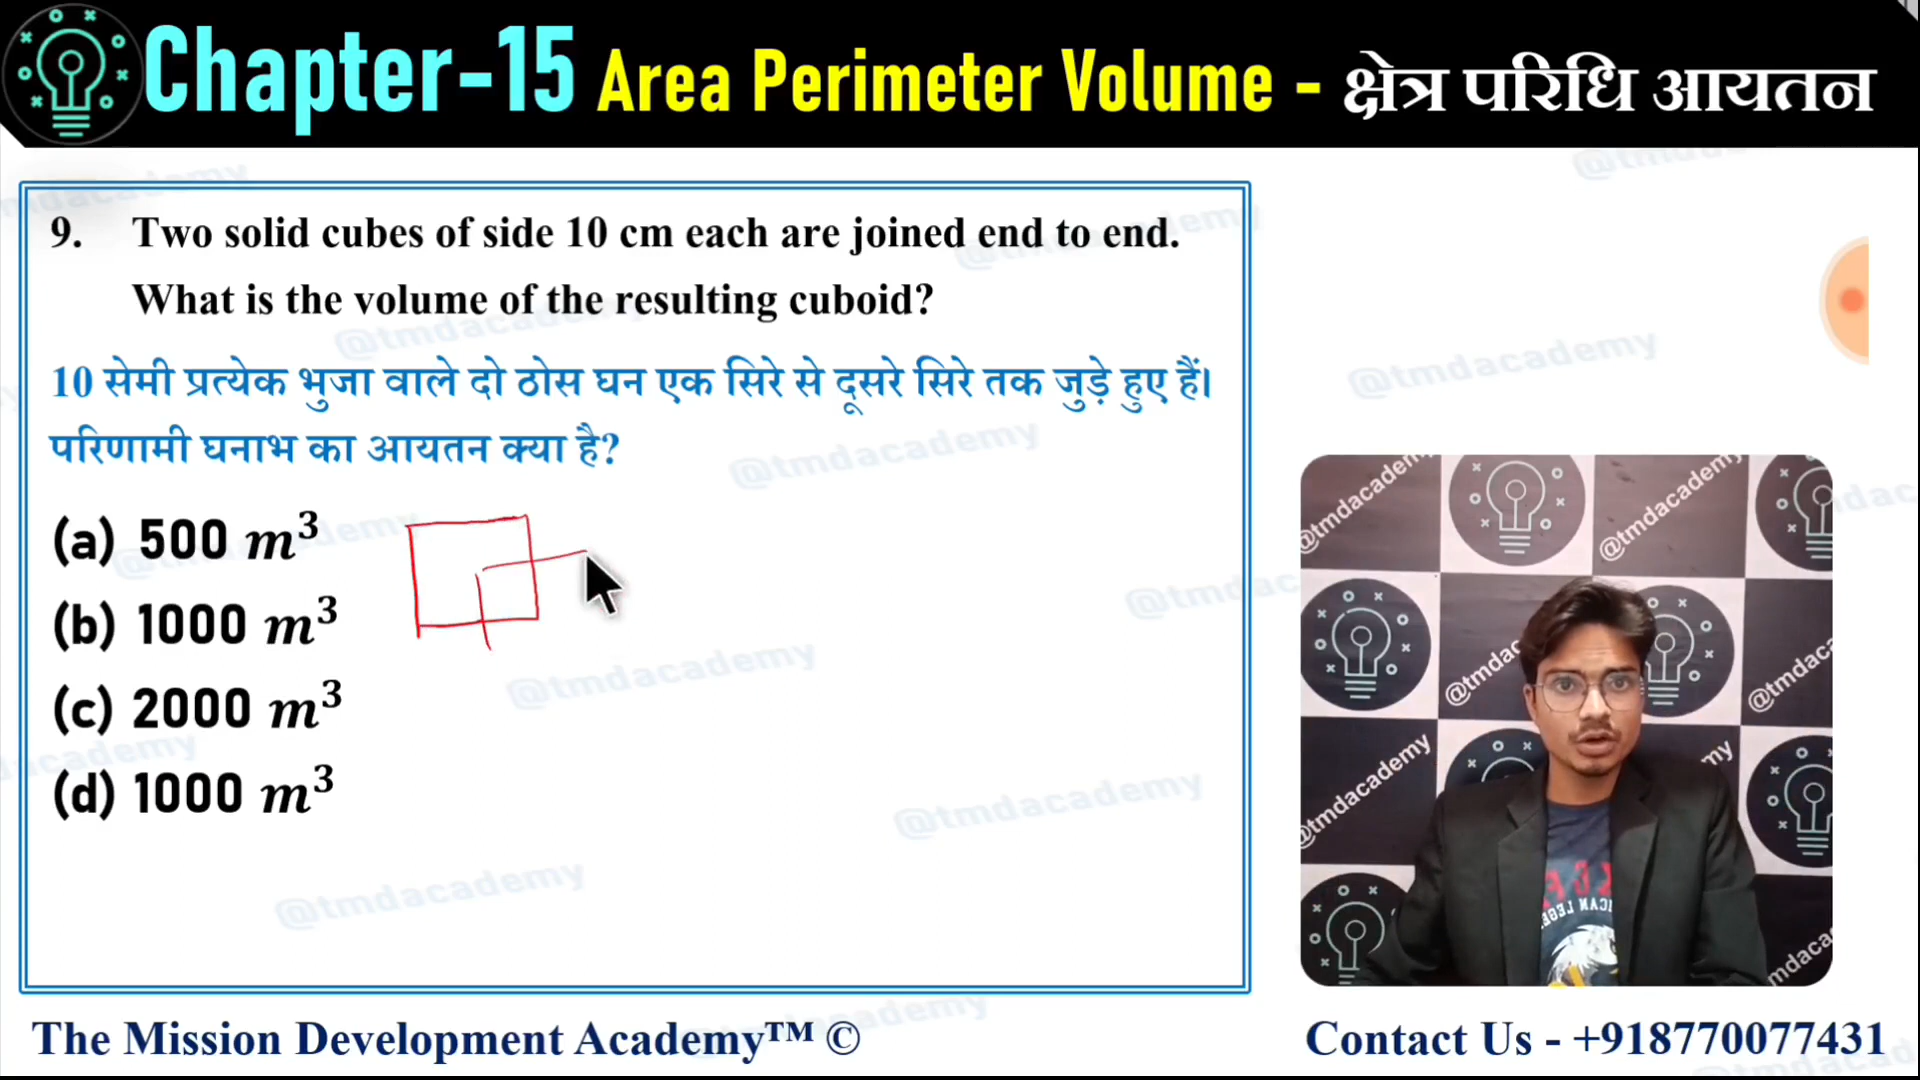 Chapter-15 Area Perimeter Volume - क्षेत्र परिधि आयतन
9. Two solid cubes of side 10 cm each are joined end to end.
What is the volume of the resulting cuboid?
10 सेमी प्रत्येक भुजा वाले दो ठोस घन एक सिरे से दूसरे सिरे तक जुड़े हुए हैं।
परिणामी घनाभ का आयतन क्या है?
(a) 500 m³
(b) 1000 m³
(c) 2000 m³
(d) 1000 m³
@tmdacademy
The Mission Development Academy™ ©
Contact Us - +918770077431